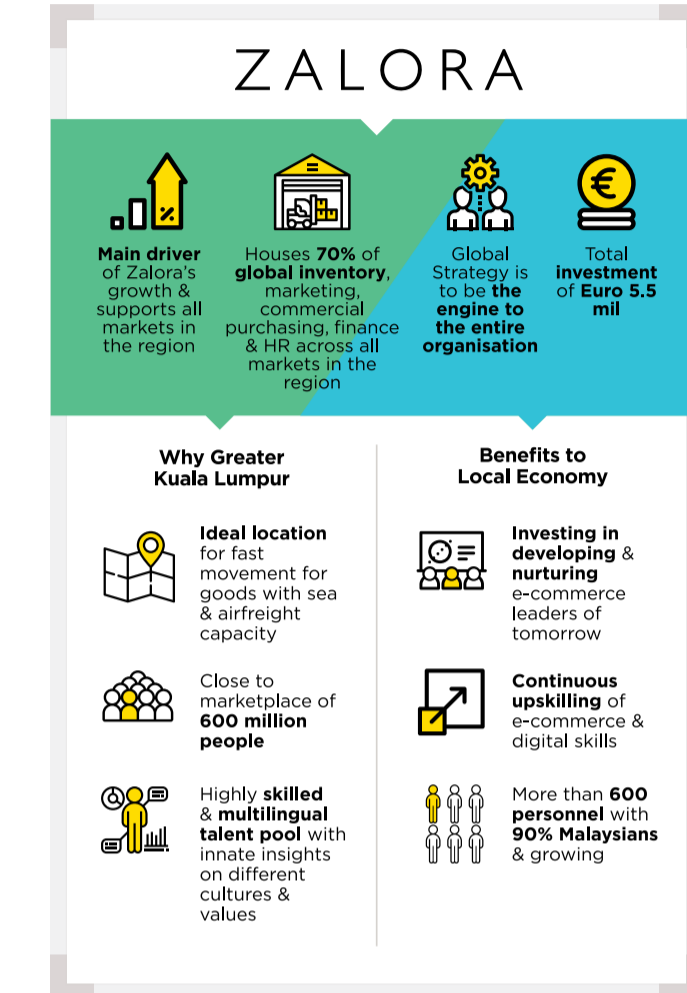 ZALORA
%
Main driver
of Zalora's
growth &
supports all
markets in
the region
Houses 70% of
global inventory,
marketing,
commercial
purchasing, finance
& HR across all
markets in the
region
Global
Strategy is
to be the
engine to
the entire
organisation
€
Total
investment
of Euro 5.5
mil
Why Greater
Kuala Lumpur
Ideal location
for fast
movement for
goods with sea
& airfreight
capacity
Close to
marketplace of
600 million
people
Highly skilled
& multilingual
talent pool with
innate insights
on different
cultures &
values
Benefits to
Local Economy
Investing in
developing &
nurturing
e-commerce
leaders of
tomorrow
Continuous
upskilling of
e-commerce &
digital skills
More than 600
personnel with
90% Malaysians
& growing